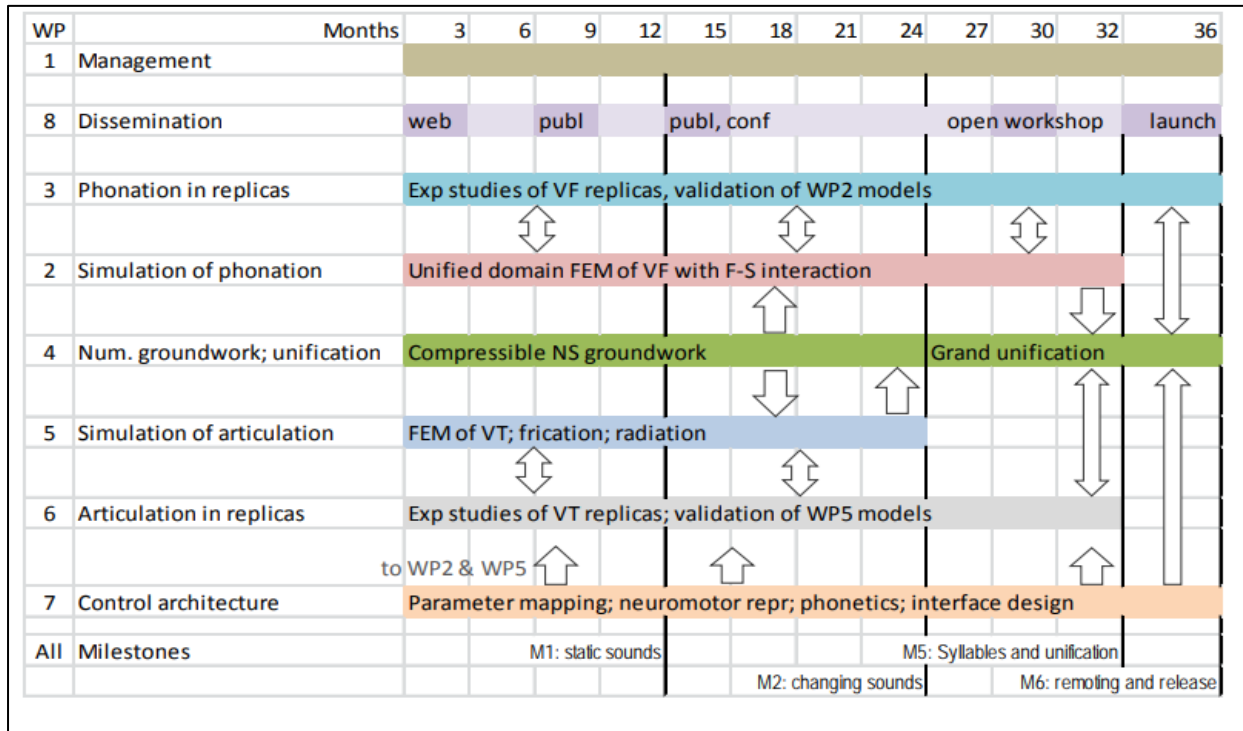 WP Months 3 6 9 12 15 18 21 24 27 30 32 36
1 Management
8 Dissemination web publ publ, conf open workshop launch
3 Phonation in replicas Exp studies of VF replicas, validation of WP2 models
2 Simulation of phonation Unified domain FEM of VF with F-S interaction
4 Num. groundwork; unification Compressible NS groundwork Grand unification
5 Simulation of articulation FEM of VT; frication; radiation
6 Articulation in replicas Exp studies of VT replicas; validation of WP5 models
to WP2 & WP5
7 Control architecture Parameter mapping; neuromotor repr; phonetics; interface design
All Milestones M1: static sounds M5: Syllables and unification
M2: changing sounds M6: remoting and release